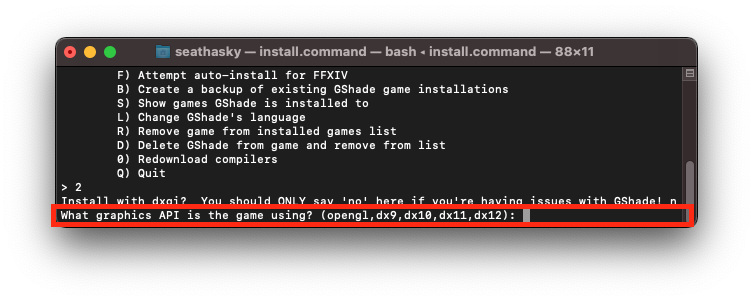 seathasky — install.command — bash ◂ install.command — 88×11
F) Attempt auto-install for FFXIV
B) Create a backup of existing GShade game installations
S) Show games GShade is installed to
L) Change GShade's language
R) Remove game from installed games list
D) Delete GShade from game and remove from list
0) Redownload compilers
Q) Quit
> 2
Install with dxgi?  You should ONLY say 'no' here if you're having issues with GShade! n
What graphics API is the game using? (opengl,dx9,dx10,dx11,dx12):